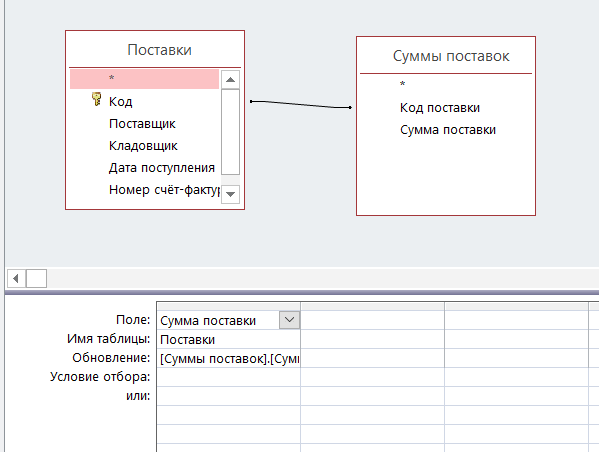 Поставки
*
Код
Поставщик
Кладовщик
Дата поступления
Номер счёт-фактур
Суммы поставок
*
Код поставки
Сумма поставки
Поле: Сумма поставки
Имя таблицы: Поставки
Обновление: [Суммы поставок].[Сумм
Условие отбора:
или: